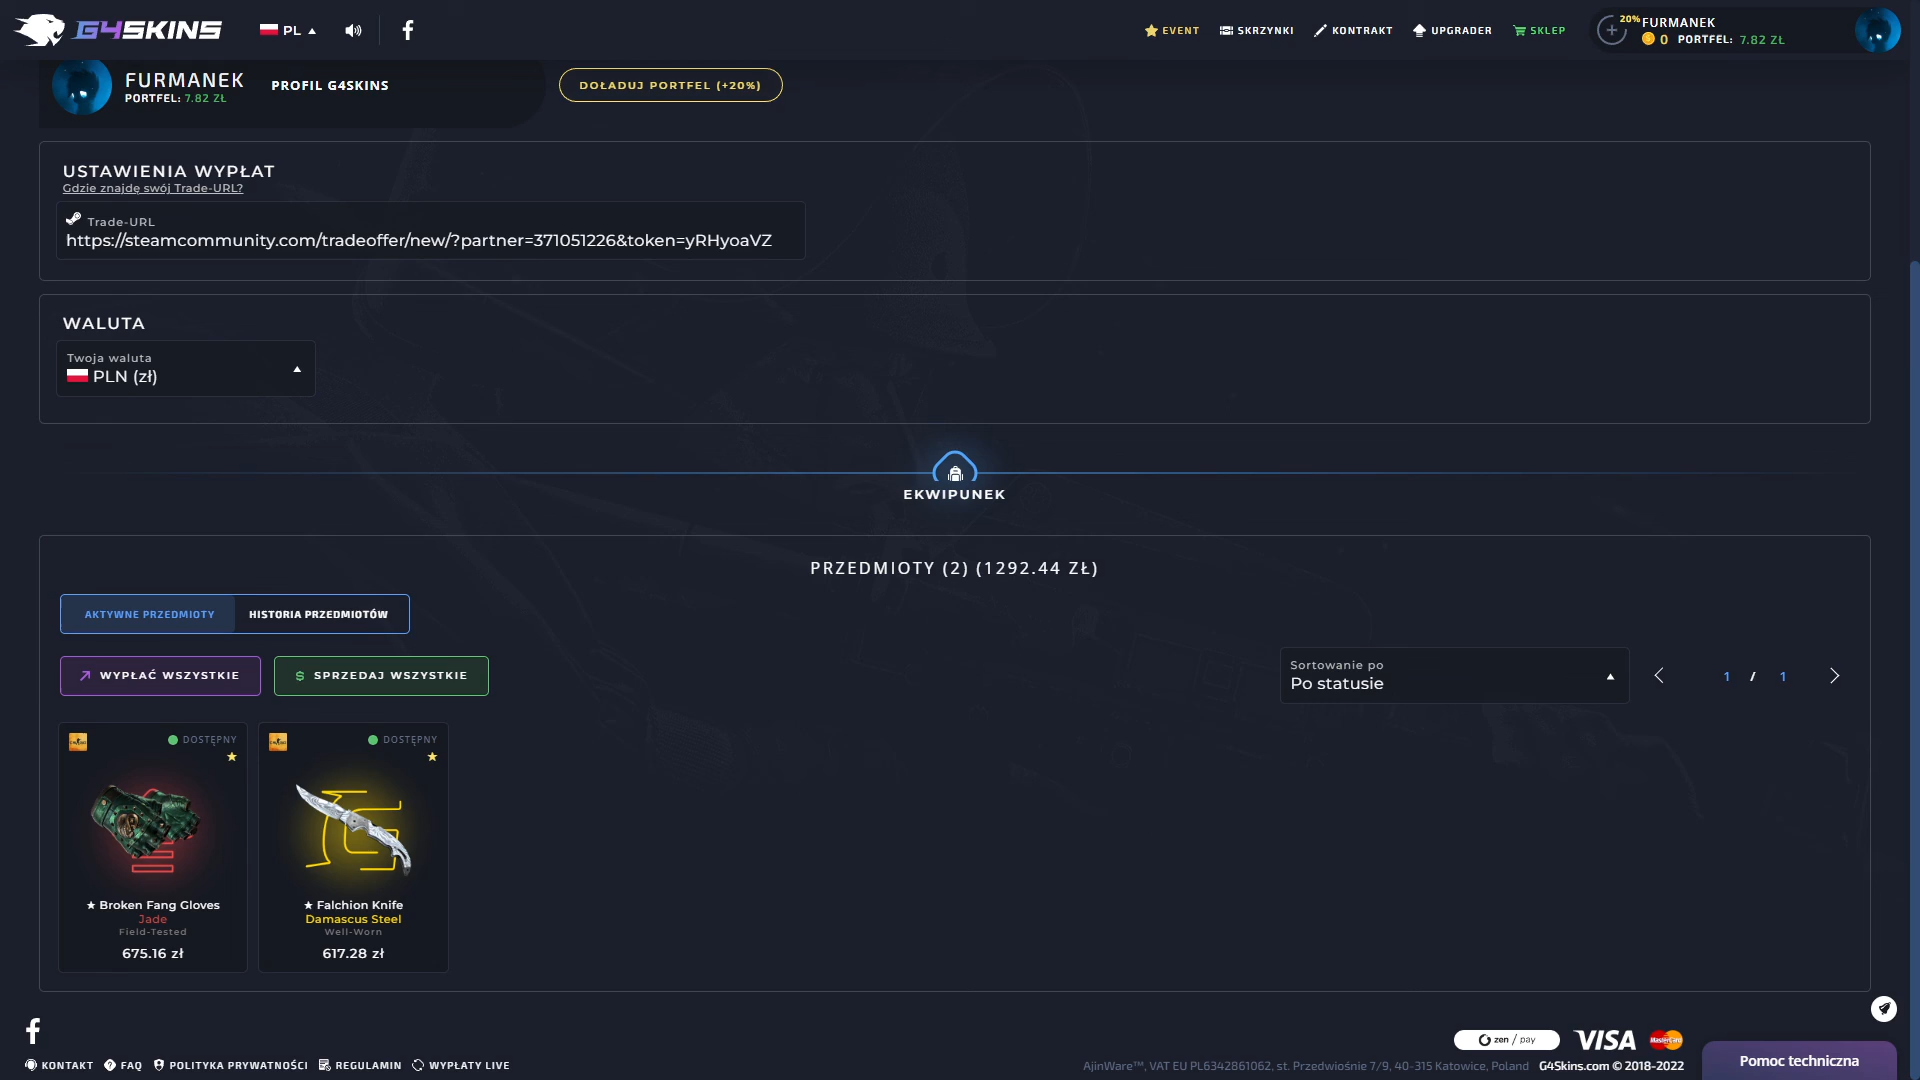 G4SKINS
PL
EVENT
SKRZYNKI
KONTRAKT
UPGRADER
SKLEP
20%
FURMANEK
0 PORTFEL: 7.82 ZŁ
FURMANEK
PORTFEL: 7.82 ZŁ
PROFIL G4SKINS
DOŁADUJ PORTFEL (+20%)
USTAWIENIA WYPŁAT
Gdzie znajdę swój Trade-URL?
Trade-URL
https://steamcommunity.com/tradeoffer/new/?partner=371051226&token=yRHyoaVZ
WALUTA
Twoja waluta
PLN (zł)
EKWIPUNEK
PRZEDMIOTY (2) (1292.44 ZŁ)
AKTYWNE PRZEDMIOTY
HISTORIA PRZEDMIOTÓW
WYPŁAĆ WSZYSTKIE
$ SPRZEDAJ WSZYSTKIE
Sortowanie po
Po statusie
1 / 1
DOSTĘPNY
★ Broken Fang Gloves
Jade
Field-Tested
675.16 zł
DOSTĘPNY
★ Falchion Knife
Damascus Steel
Well-Worn
617.28 zł
KONTAKT
FAQ
POLITYKA PRYWATNOŚCI
REGULAMIN
WYPŁATY LIVE
zen / pay
VISA
MasterCard
AjinWare™, VAT EU PL6342861062, st. Przedwiośnie 7/9, 40-315 Katowice, Poland
G4Skins.com © 2018-2022
Pomoc techniczna